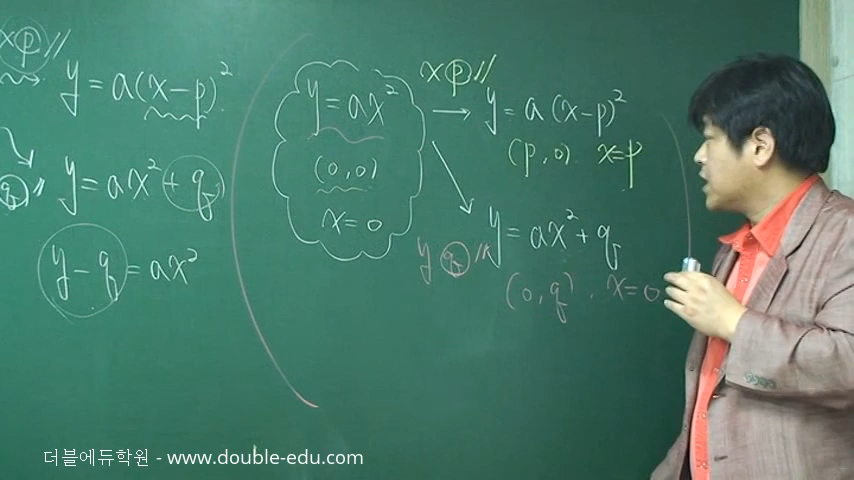 x p //
y = a(x-p)²
q // y = ax² + q
y - q = ax²
y = ax²
(0,0)
x = 0
x p //
→ y = a(x-p)²
(p,0) x=p
y = ax² + q
y q //
(0,q), x=0
더블에듀학원 - www.double-edu.com